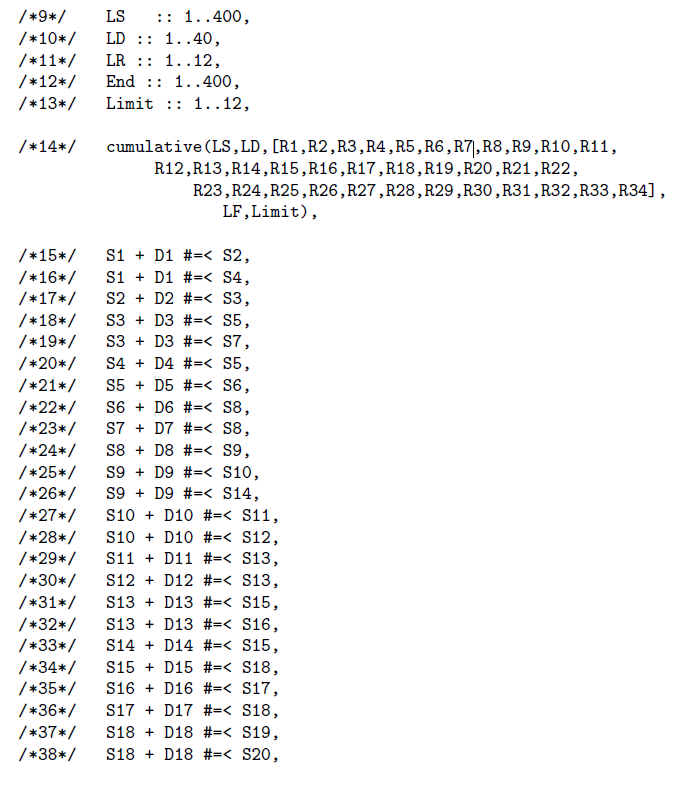 /*9*/ LS :: 1..400,
/*10*/ LD :: 1..40,
/*11*/ LR :: 1..12,
/*12*/ End :: 1..400,
/*13*/ Limit :: 1..12,
/*14*/ cumulative(LS,LD,[R1,R2,R3,R4,R5,R6,R7,R8,R9,R10,R11,
R12,R13,R14,R15,R16,R17,R18,R19,R20,R21,R22,
R23,R24,R25,R26,R27,R28,R29,R30,R31,R32,R33,R34],
LF,Limit),
/*15*/ S1 + D1 #=< S2,
/*16*/ S1 + D1 #=< S4,
/*17*/ S2 + D2 #=< S3,
/*18*/ S3 + D3 #=< S5,
/*19*/ S3 + D3 #=< S7,
/*20*/ S4 + D4 #=< S5,
/*21*/ S5 + D5 #=< S6,
/*22*/ S6 + D6 #=< S8,
/*23*/ S7 + D7 #=< S8,
/*24*/ S8 + D8 #=< S9,
/*25*/ S9 + D9 #=< S10,
/*26*/ S9 + D9 #=< S14,
/*27*/ S10 + D10 #=< S11,
/*28*/ S10 + D10 #=< S12,
/*29*/ S11 + D11 #=< S13,
/*30*/ S12 + D12 #=< S13,
/*31*/ S13 + D13 #=< S15,
/*32*/ S13 + D13 #=< S16,
/*33*/ S14 + D14 #=< S15,
/*34*/ S15 + D15 #=< S18,
/*35*/ S16 + D16 #=< S17,
/*36*/ S17 + D17 #=< S18,
/*37*/ S18 + D18 #=< S19,
/*38*/ S18 + D18 #=< S20,